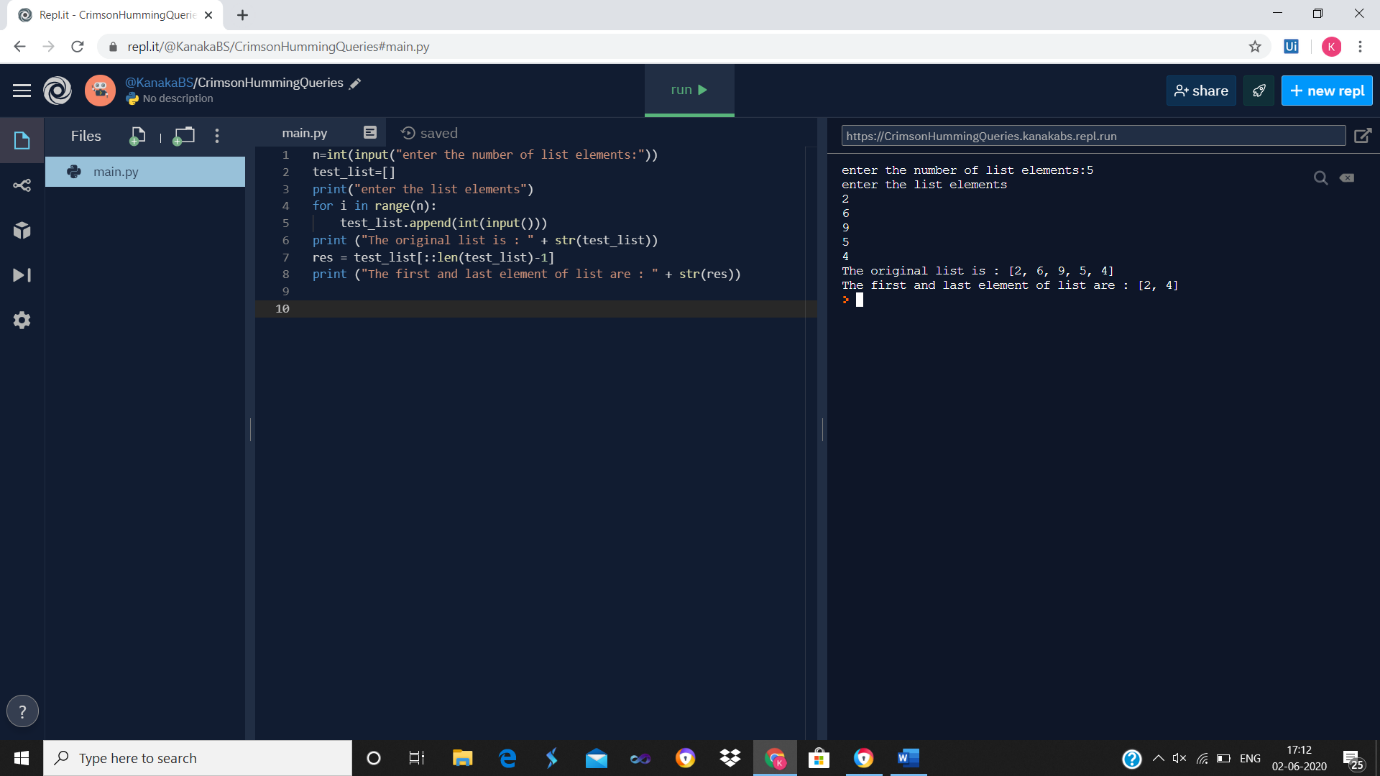 Repl.it - CrimsonHummingQuerie
repl.it/@KanakaBS/CrimsonHummingQueries#main.py
Ui
K
@KanakaBS/CrimsonHummingQueries
No description
run
share
+ new repl
Files
main.py
main.py
saved
1 n=int(input("enter the number of list elements:"))
2 test_list=[]
3 print("enter the list elements")
4 for i in range(n):
5 test_list.append(int(input()))
6 print ("The original list is : " + str(test_list))
7 res = test_list[::len(test_list)-1]
8 print ("The first and last element of list are : " + str(res))
9
10
https://CrimsonHummingQueries.kanakabs.repl.run
enter the number of list elements:5
enter the list elements
2
6
9
5
4
The original list is : [2, 6, 9, 5, 4]
The first and last element of list are : [2, 4]
>
?
Type here to search
K
W
?
ENG
17:12
02-06-2020
25